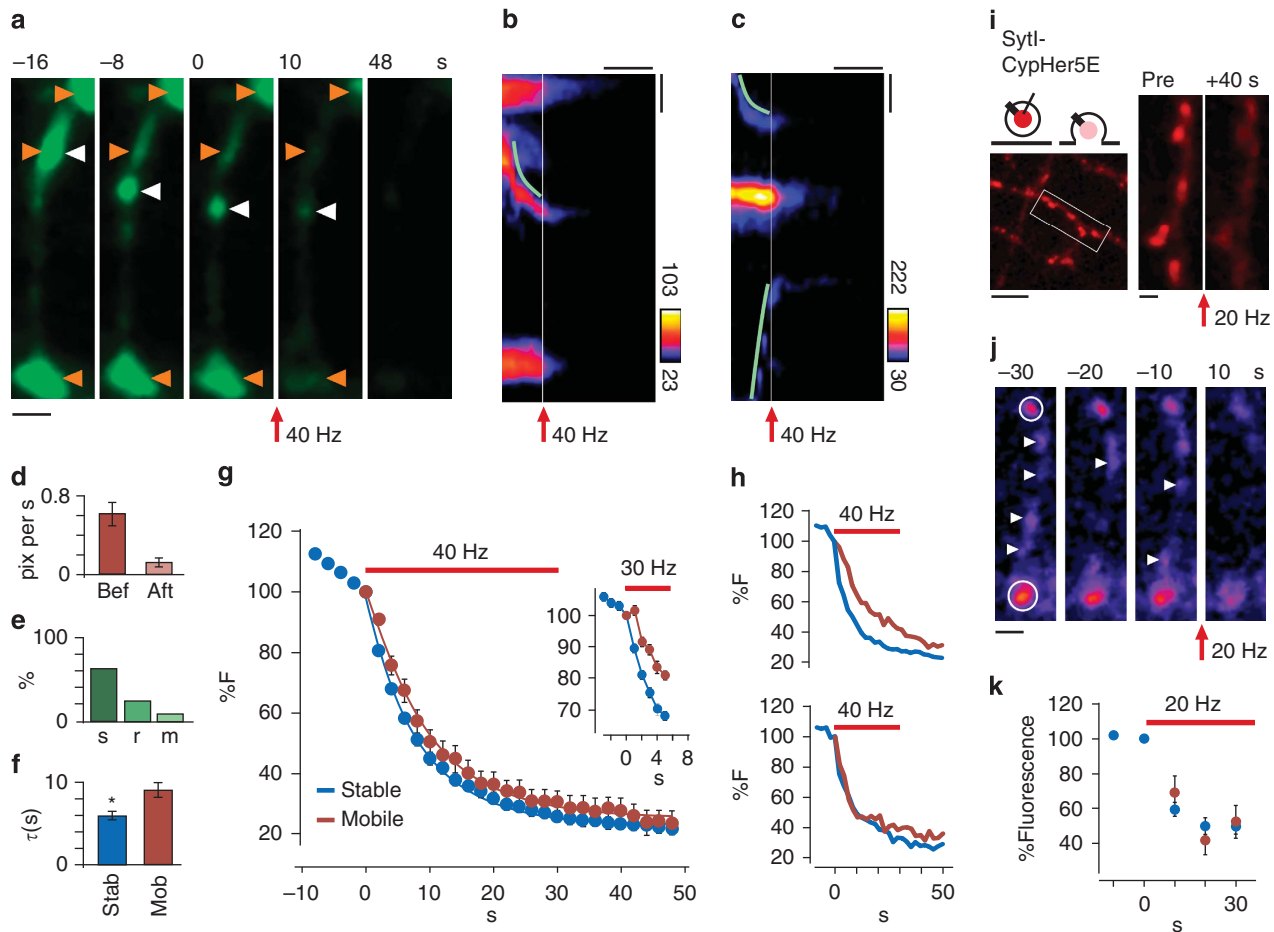 a
−16 −8 0 10 48 s
40 Hz
b
103
23
40 Hz
c
222
30
40 Hz
d
pix per s
0.8
0
Bef Aft
e
%
100
0
s r m
f
τ(s)
10
0
*
Stab Mob
g
%F
120
100
80
60
40
20
40 Hz
Stable
Mobile
−10 0 10 20 30 40 50
s
30 Hz
100
90
80
70
0 4 8
s
h
%F
120
100
80
60
40
20
40 Hz
%F
120
100
80
60
40
20
40 Hz
0 50
s
i
SytI-
CypHer5E
Pre +40 s
20 Hz
j
−30 −20 −10 10 s
20 Hz
k
%Fluorescence
120
100
80
60
40
20 Hz
0 30
s